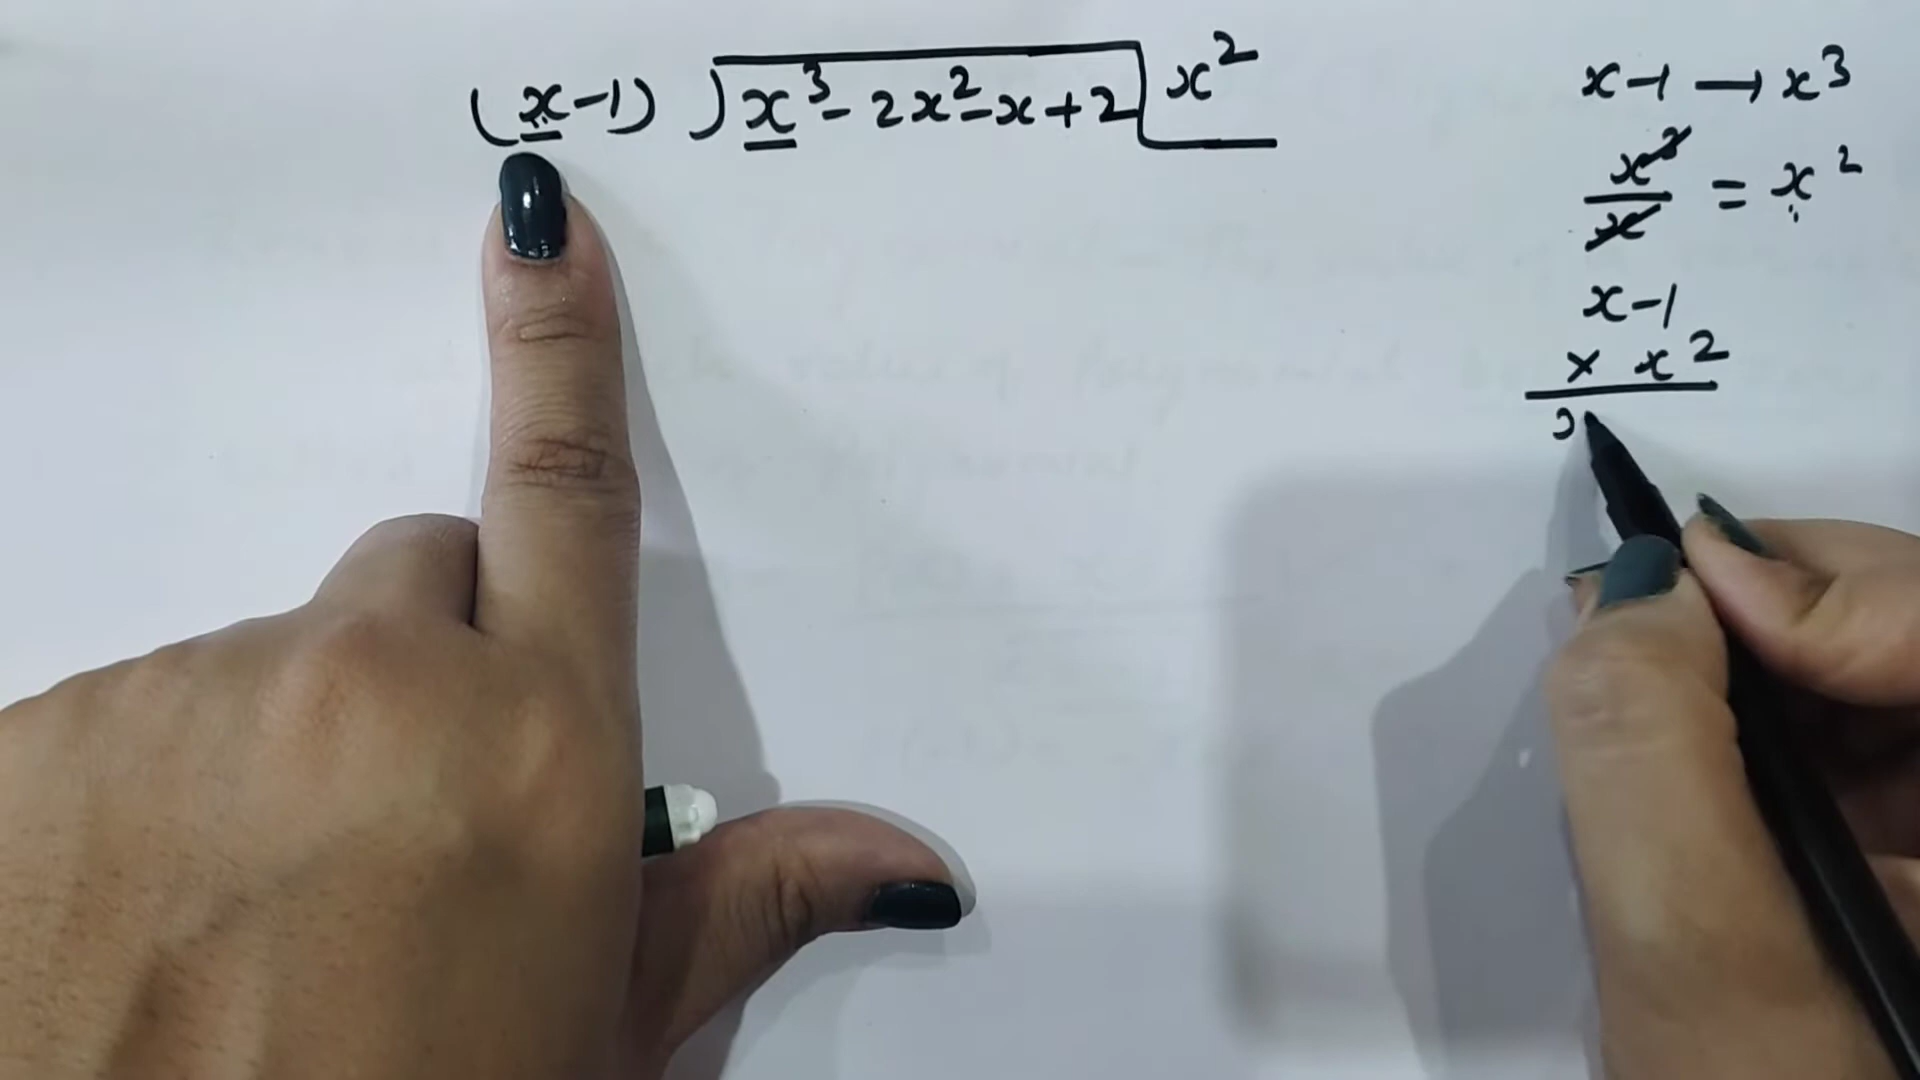 (x-1) ) x³ - 2x² - x + 2 | x²
x-1 → x³
x³/x = x²
x-1
× x²